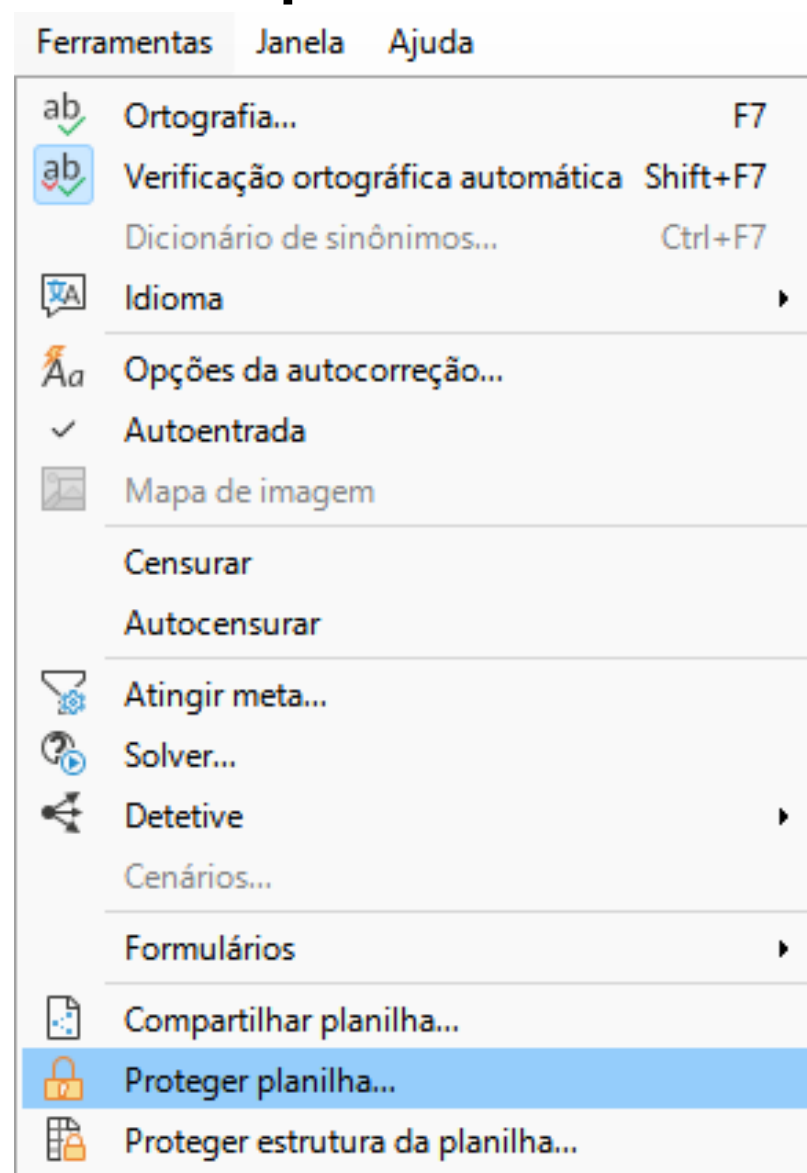 Ferramentas Janela Ajuda
Ortografia... F7
Verificação ortográfica automática Shift+F7
Dicionário de sinônimos... Ctrl+F7
Idioma
Opções da autocorreção...
Autoentrada
Mapa de imagem
Censurar
Autocensurar
Atingir meta...
Solver...
Detetive
Cenários...
Formulários
Compartilhar planilha...
Proteger planilha...
Proteger estrutura da planilha...